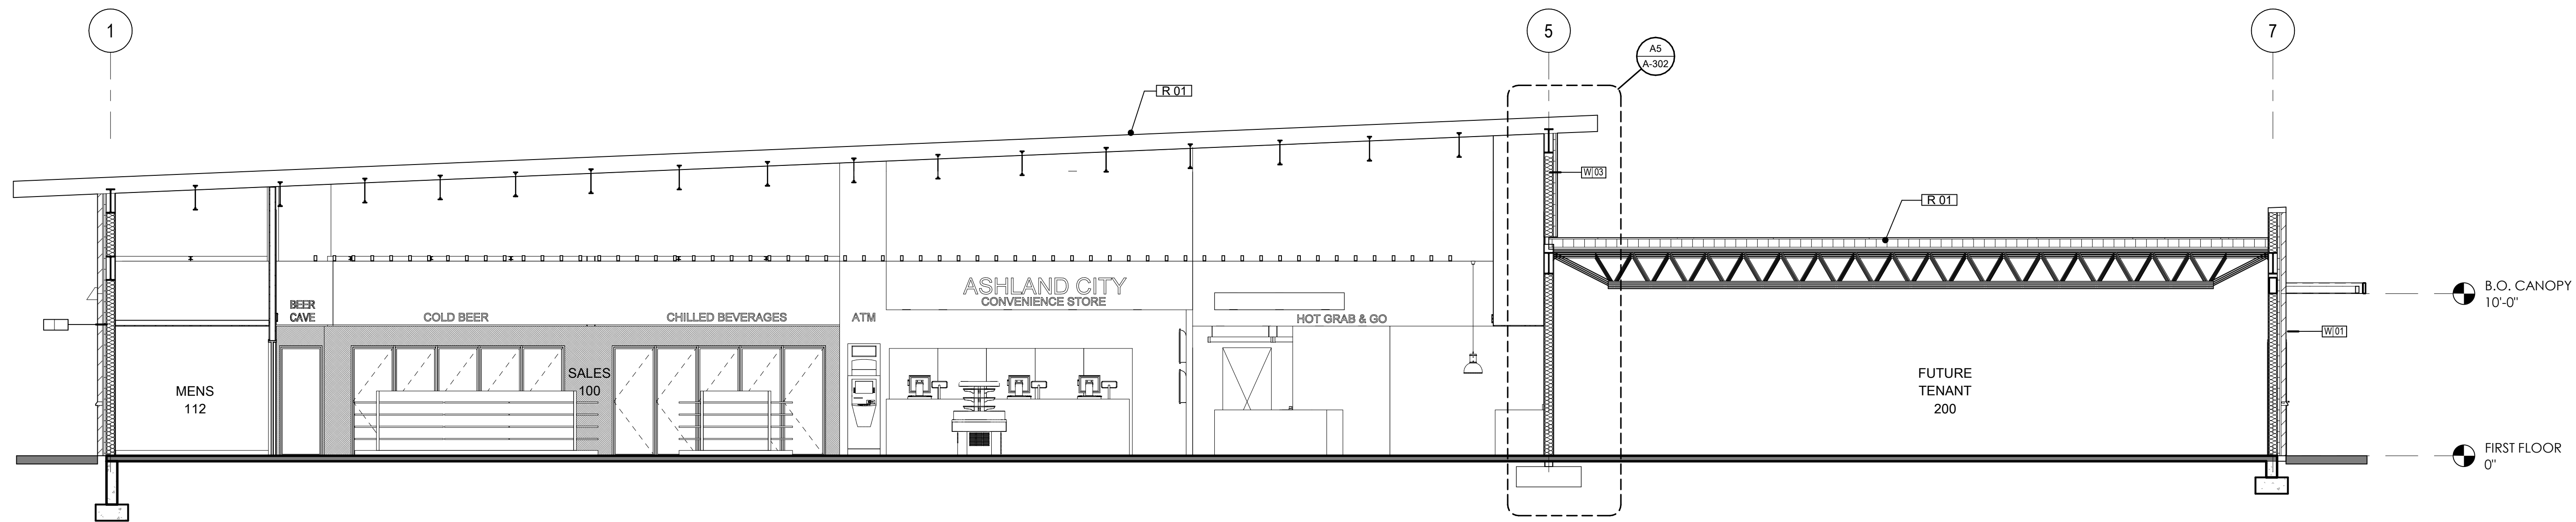 1
5
7
A5
A-302
R 01
W 03
R 01
B.O. CANOPY
10'-0"
W 01
ASHLAND CITY
CONVENIENCE STORE
BEER
CAVE
COLD BEER
CHILLED BEVERAGES
ATM
HOT GRAB & GO
SALES
100
MENS
112
FUTURE
TENANT
200
FIRST FLOOR
0"